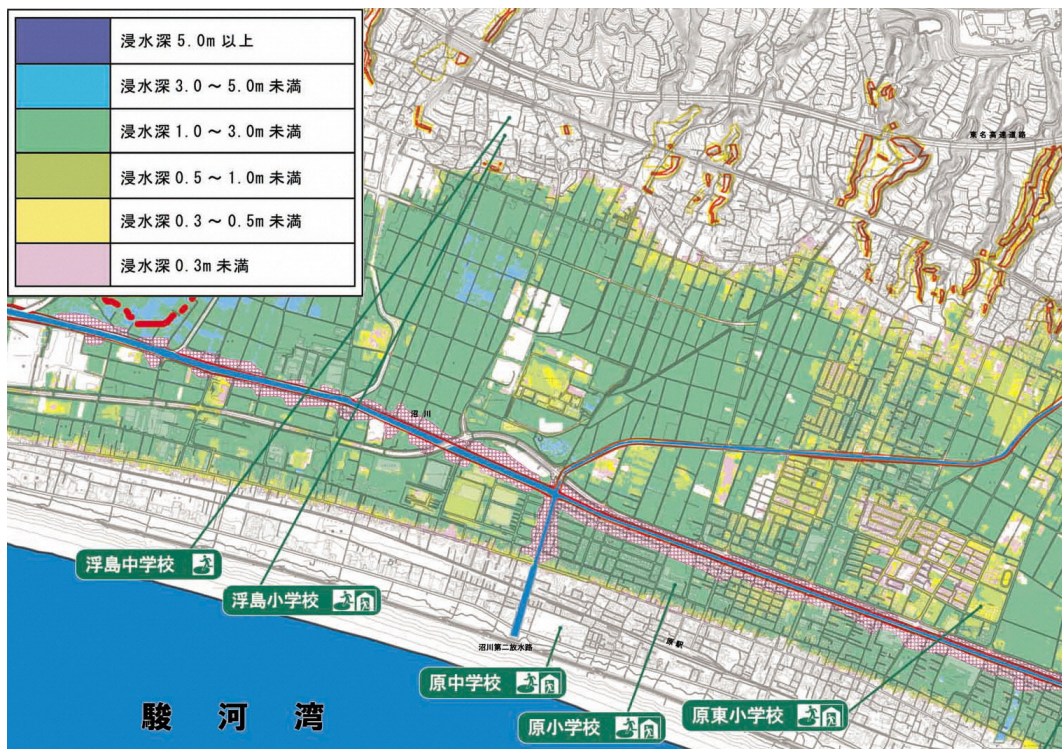 浸水深 5.0m 以上
浸水深 3.0 ～ 5.0m 未満
浸水深 1.0 ～ 3.0m 未満
浸水深 0.5 ～ 1.0m 未満
浸水深 0.3 ～ 0.5m 未満
浸水深 0.3m 未満
東名高速道路
沼川
浮島中学校
浮島小学校
沼川第二放水路
原駅
原中学校
原小学校
原東小学校
駿河湾